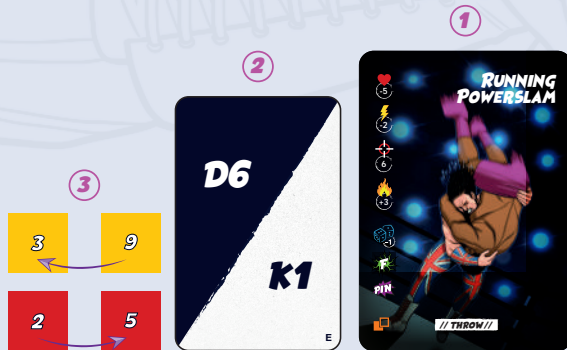 1
RUNNING
POWERSLAM
-5
-2
6
+3
-1
F
PIN
// THROW //
2
D6
K1
E
3
3 9
2 5